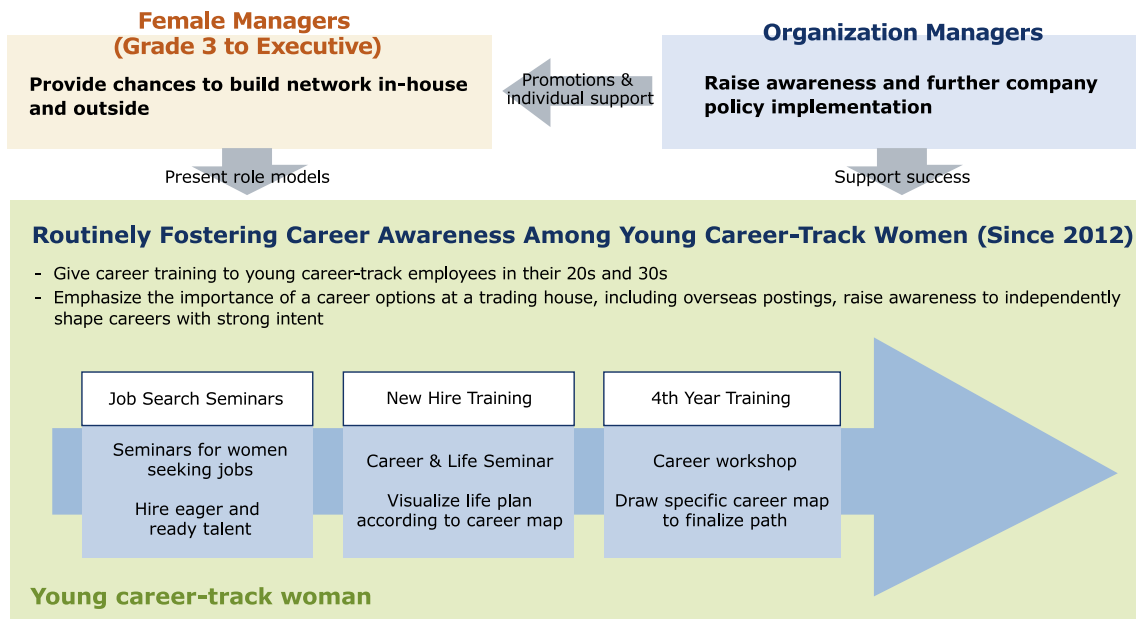 Female Managers
(Grade 3 to Executive)
Provide chances to build network in-house
and outside
Promotions &
individual support
Organization Managers
Raise awareness and further company
policy implementation
Present role models
Support success
Routinely Fostering Career Awareness Among Young Career-Track Women (Since 2012)
- Give career training to young career-track employees in their 20s and 30s
- Emphasize the importance of a career options at a trading house, including overseas postings, raise awareness to independently
shape careers with strong intent
Job Search Seminars
Seminars for women
seeking jobs
Hire eager and
ready talent
New Hire Training
Career & Life Seminar
Visualize life plan
according to career map
4th Year Training
Career workshop
Draw specific career map
to finalize path
Young career-track woman